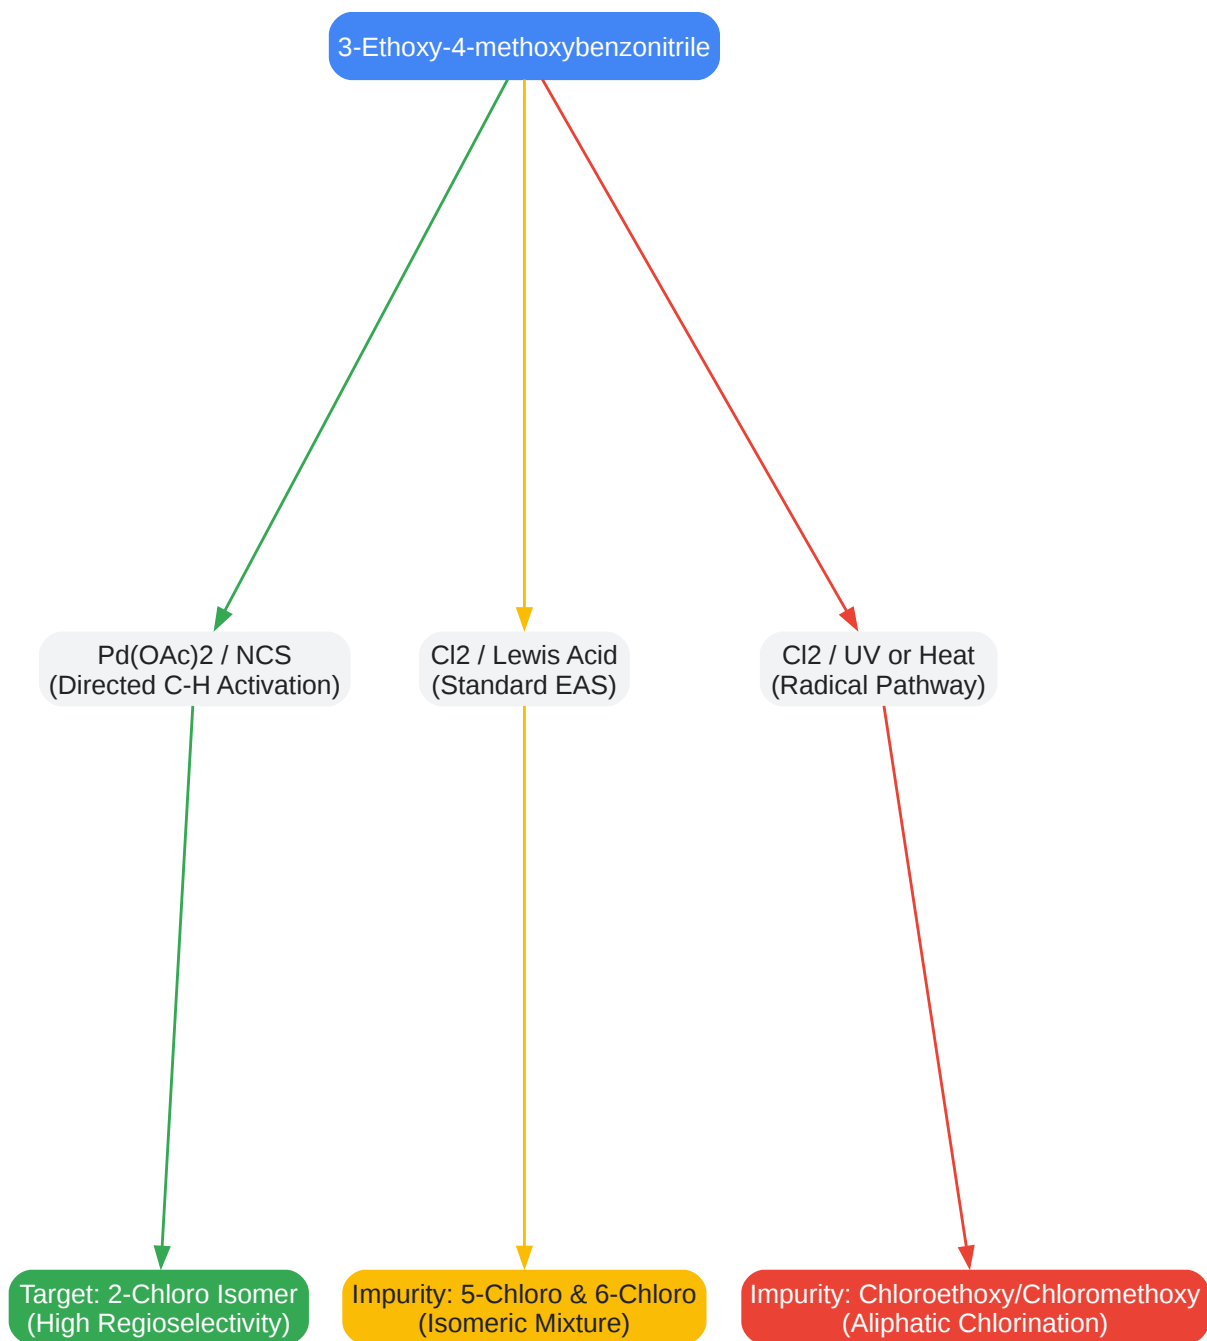 3-Ethoxy-4-methoxybenzonitrile
Pd(OAc)2 / NCS
(Directed C-H Activation)
Cl2 / Lewis Acid
(Standard EAS)
Cl2 / UV or Heat
(Radical Pathway)
Target: 2-Chloro Isomer
(High Regioselectivity)
Impurity: 5-Chloro & 6-Chloro
(Isomeric Mixture)
Impurity: Chloroethoxy/Chloromethoxy
(Aliphatic Chlorination)